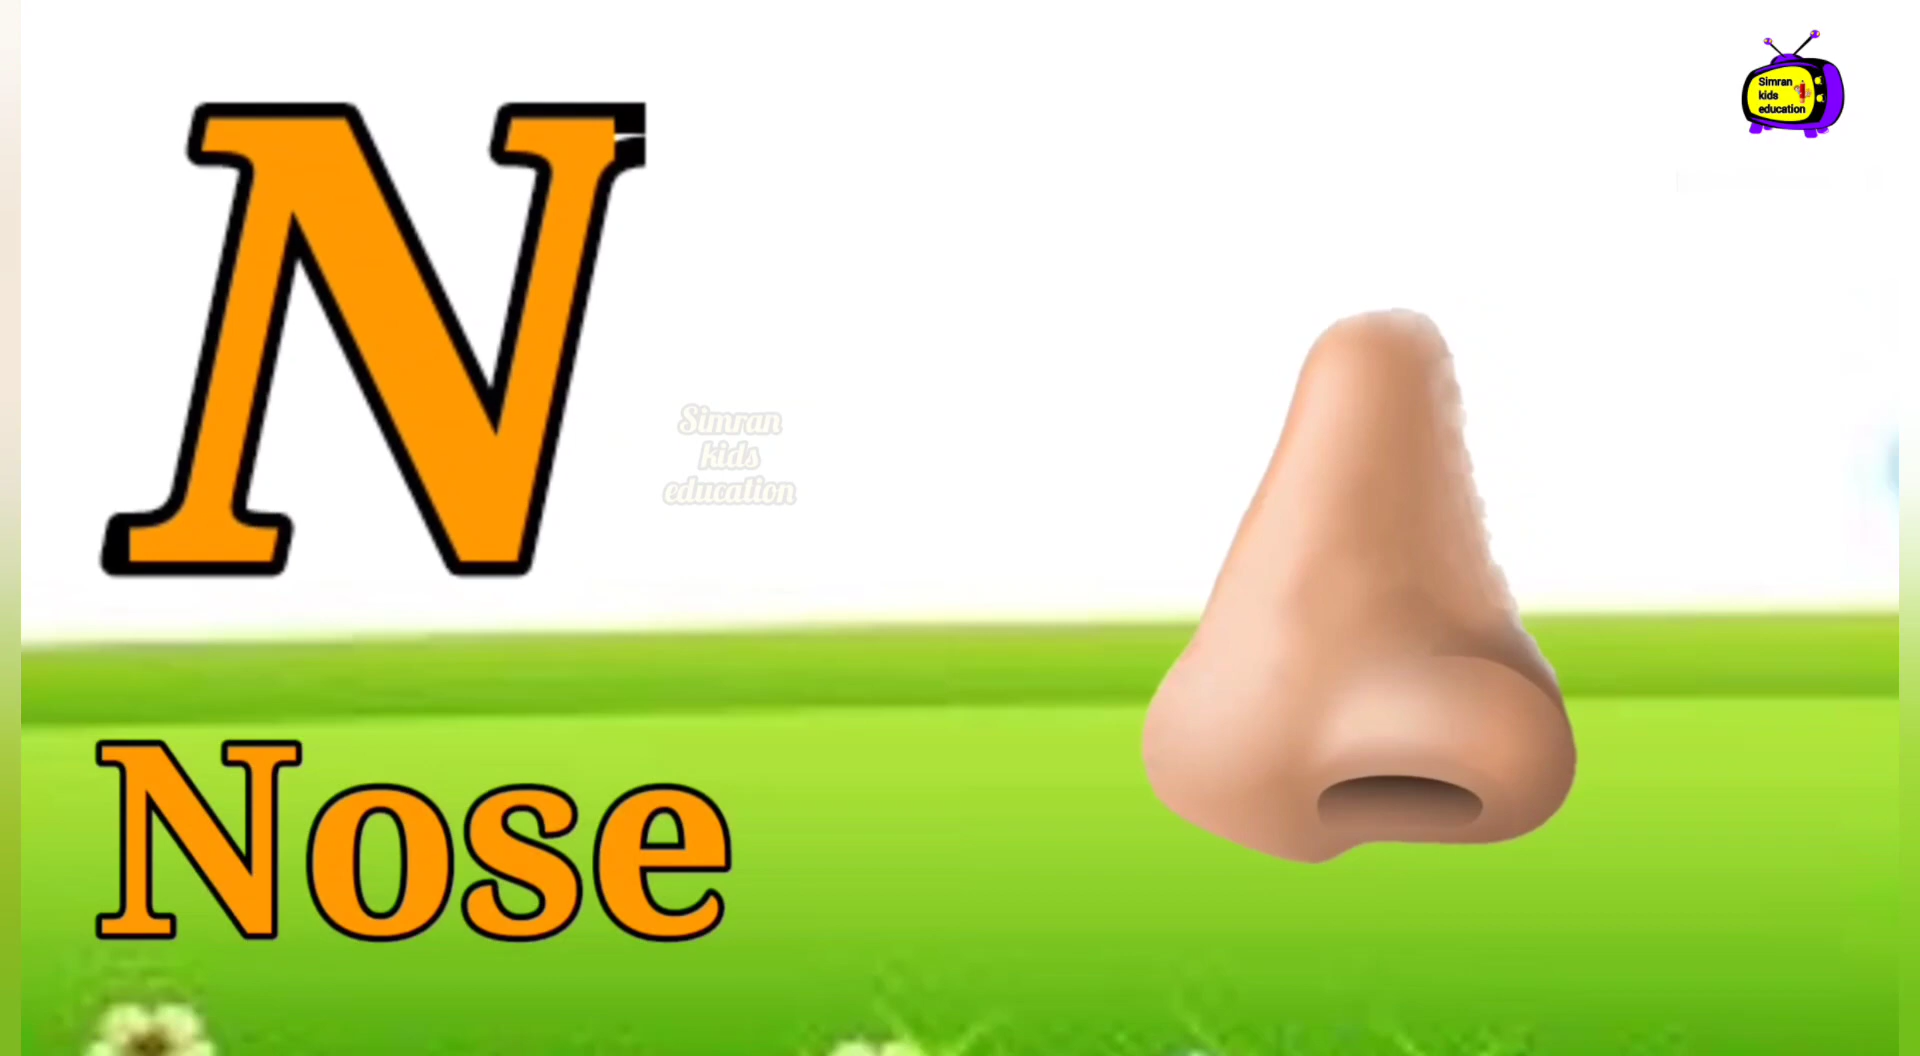 N
Simran
kids
education
Simran
kids
education
Nose